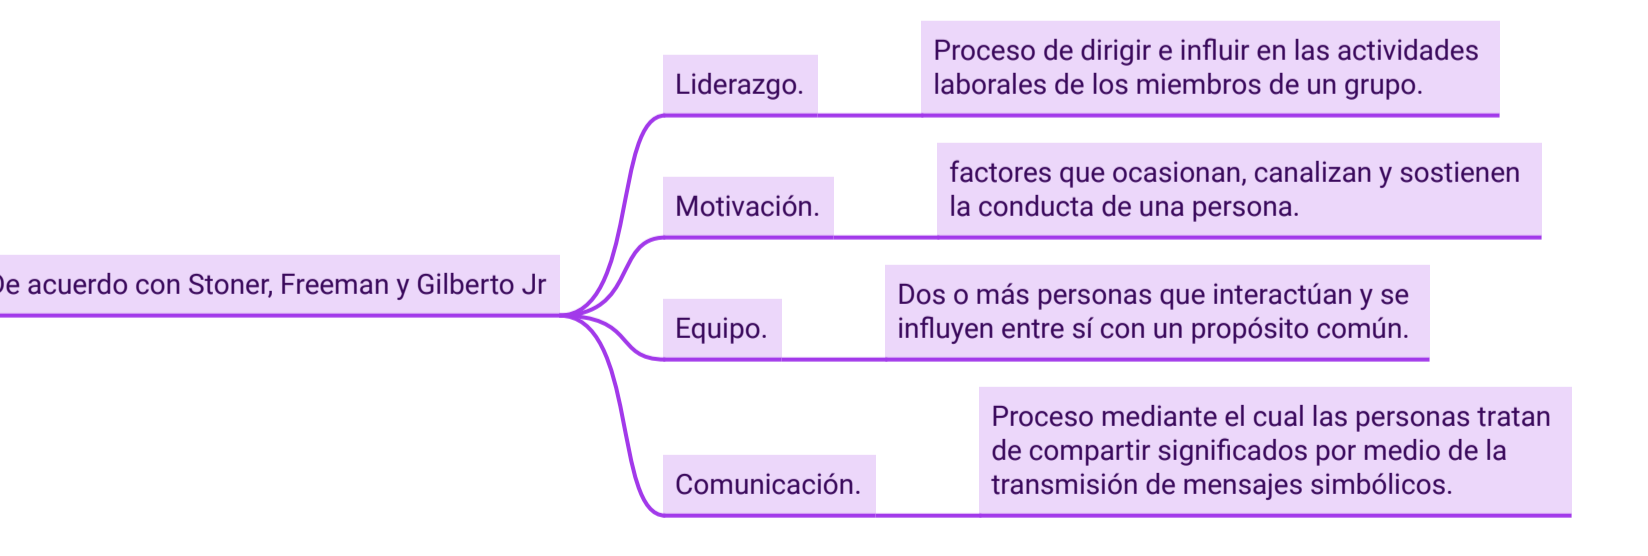 De acuerdo con Stoner, Freeman y Gilberto Jr
Liderazgo.
Proceso de dirigir e influir en las actividades
laborales de los miembros de un grupo.
Motivación.
factores que ocasionan, canalizan y sostienen
la conducta de una persona.
Equipo.
Dos o más personas que interactúan y se
influyen entre sí con un propósito común.
Comunicación.
Proceso mediante el cual las personas tratan
de compartir significados por medio de la
transmisión de mensajes simbólicos.